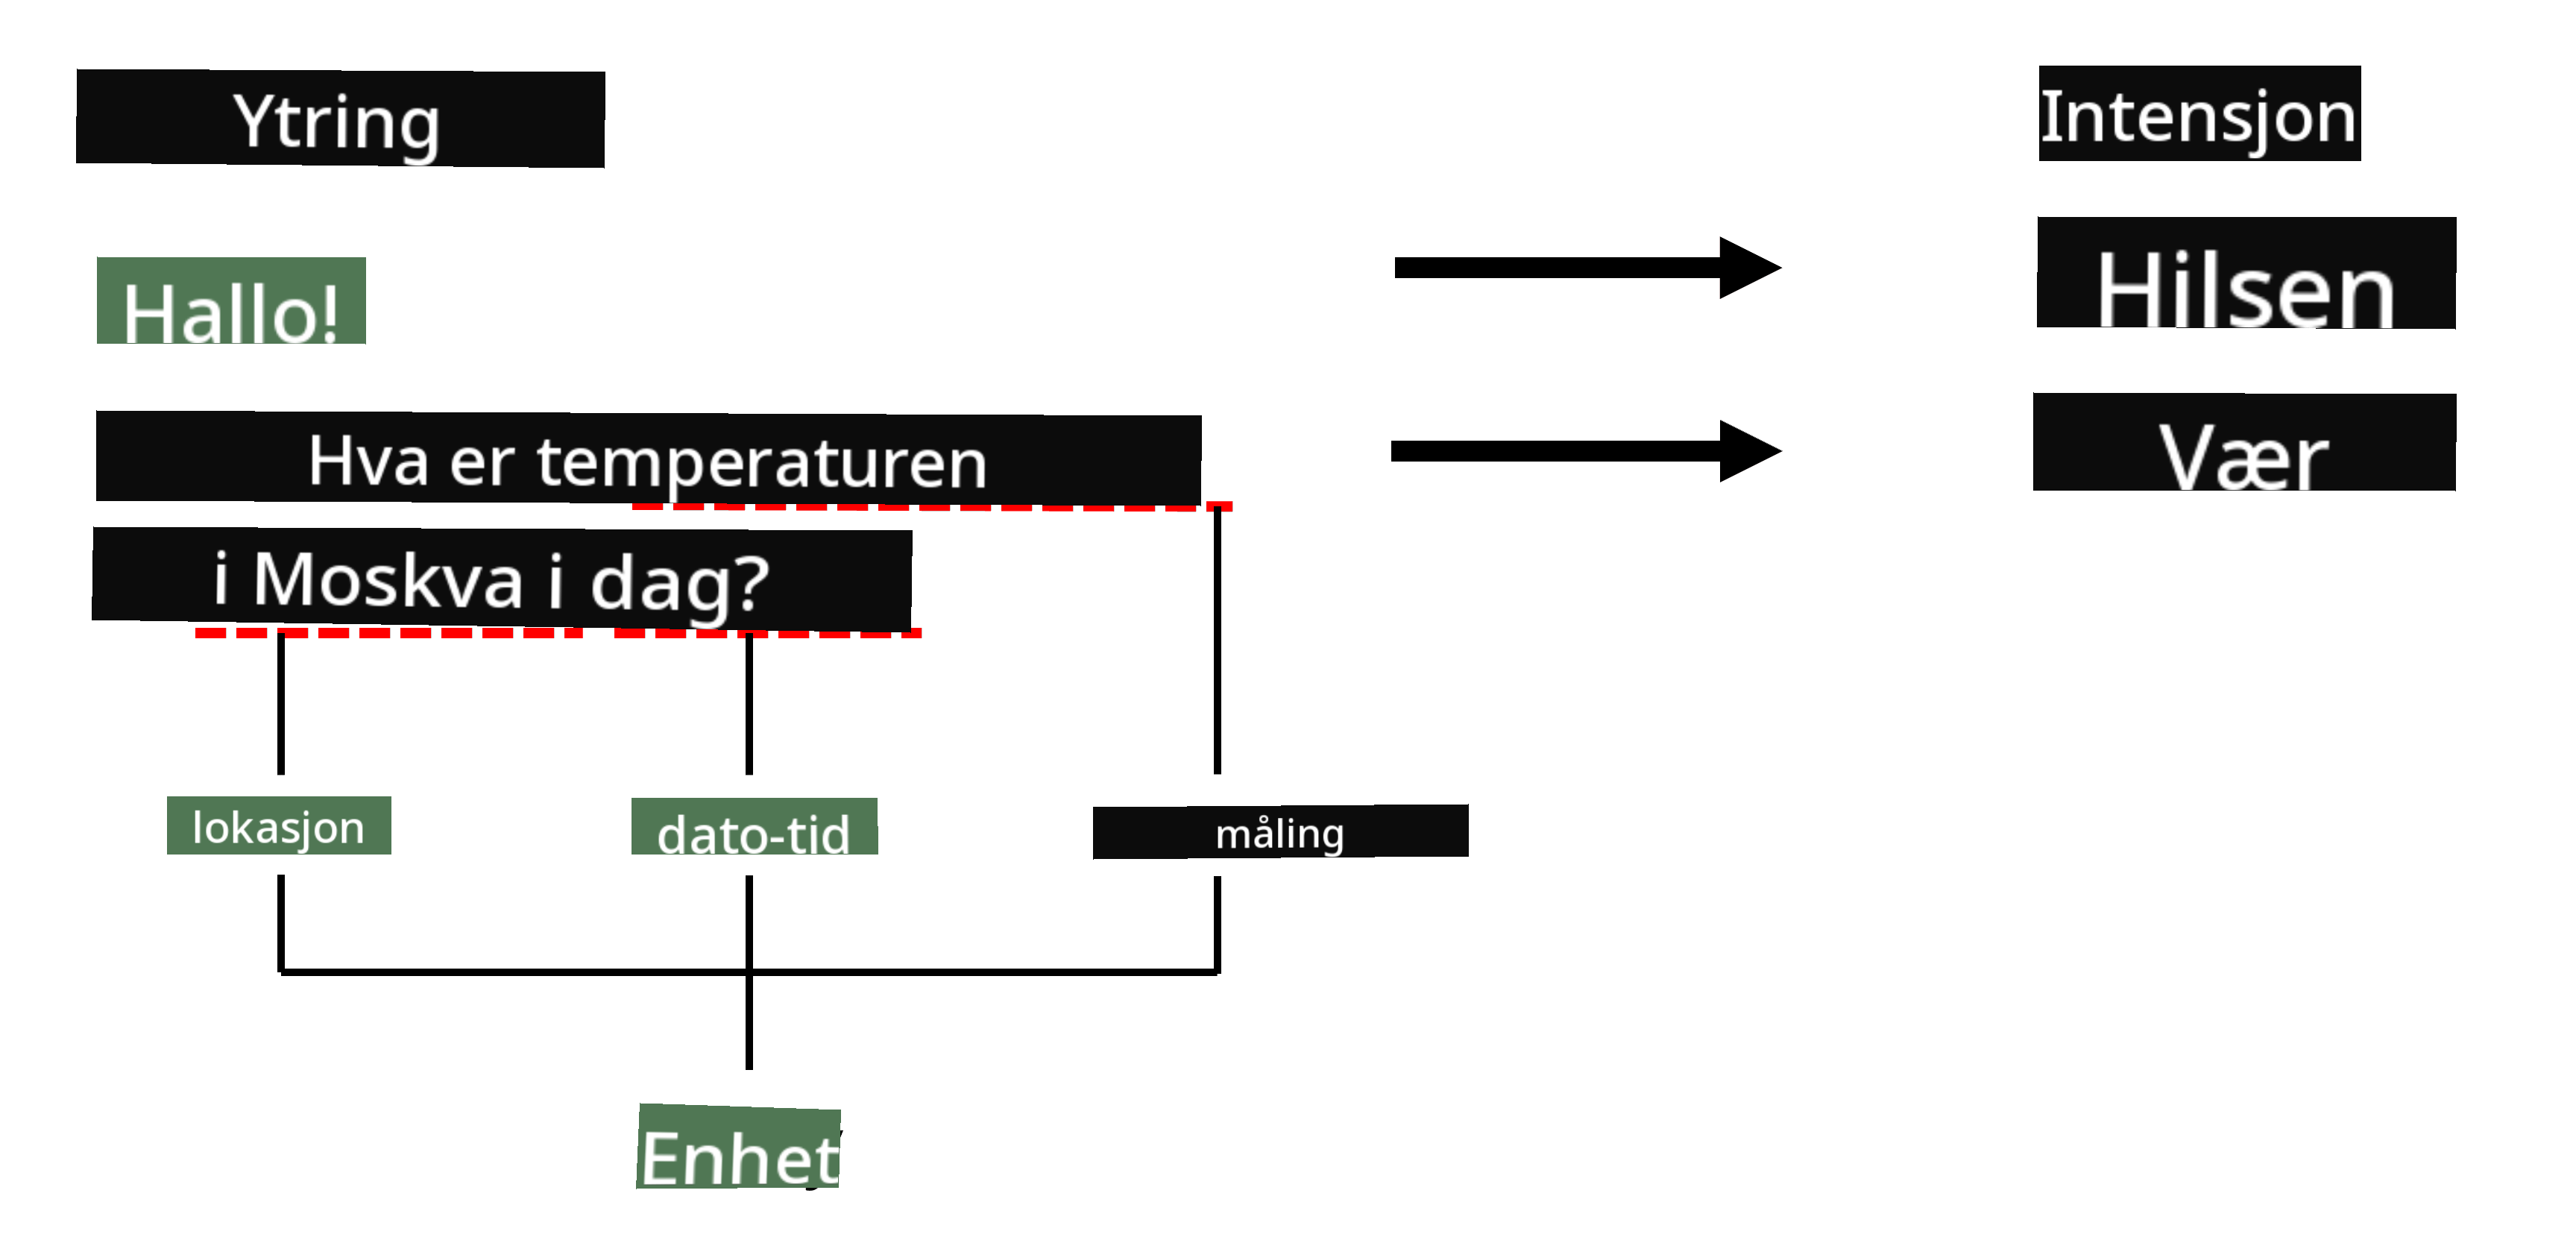 Ytring
Intensjon
Hallo!
Hilsen
Hva er temperaturen
Vær
i Moskva i dag?
lokasjon
dato-tid
måling
Enhet